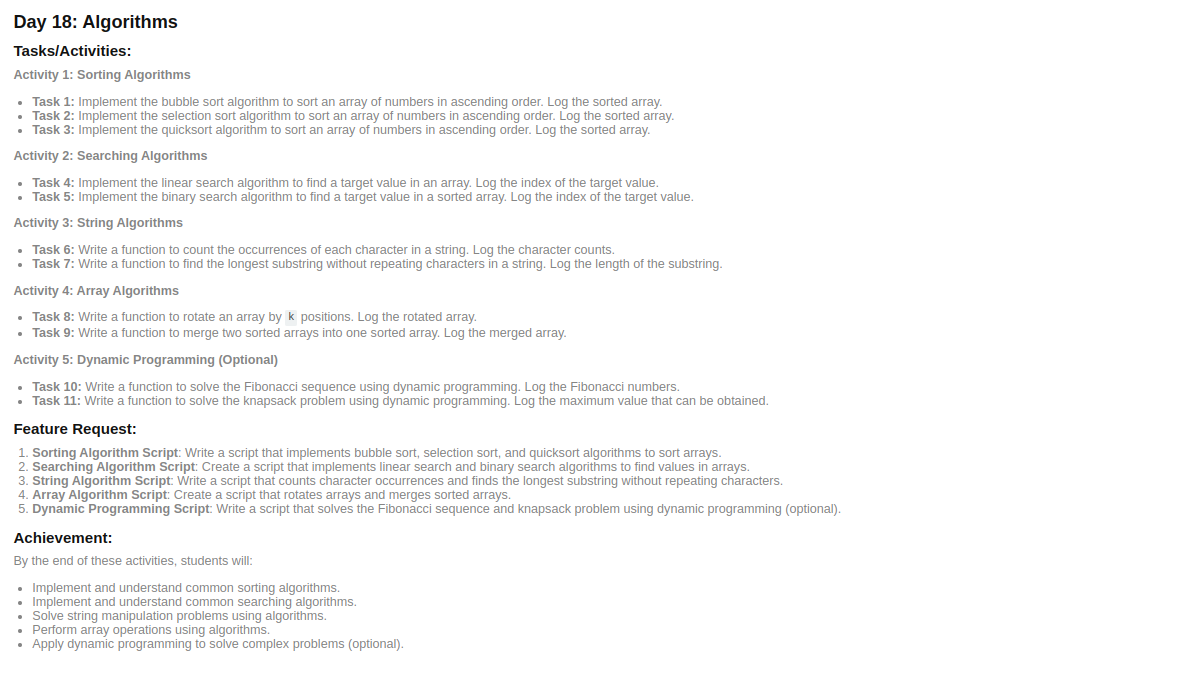 Day 18: Algorithms
Tasks/Activities:
Activity 1: Sorting Algorithms
Task 1: Implement the bubble sort algorithm to sort an array of numbers in ascending order. Log the sorted array.
Task 2: Implement the selection sort algorithm to sort an array of numbers in ascending order. Log the sorted array.
Task 3: Implement the quicksort algorithm to sort an array of numbers in ascending order. Log the sorted array.
Activity 2: Searching Algorithms
Task 4: Implement the linear search algorithm to find a target value in an array. Log the index of the target value.
Task 5: Implement the binary search algorithm to find a target value in a sorted array. Log the index of the target value.
Activity 3: String Algorithms
Task 6: Write a function to count the occurrences of each character in a string. Log the character counts.
Task 7: Write a function to find the longest substring without repeating characters in a string. Log the length of the substring.
Activity 4: Array Algorithms
Task 8: Write a function to rotate an array by k positions. Log the rotated array.
Task 9: Write a function to merge two sorted arrays into one sorted array. Log the merged array.
Activity 5: Dynamic Programming (Optional)
Task 10: Write a function to solve the Fibonacci sequence using dynamic programming. Log the Fibonacci numbers.
Task 11: Write a function to solve the knapsack problem using dynamic programming. Log the maximum value that can be obtained.
Feature Request:
1. Sorting Algorithm Script: Write a script that implements bubble sort, selection sort, and quicksort algorithms to sort arrays.
2. Searching Algorithm Script: Create a script that implements linear search and binary search algorithms to find values in arrays.
3. String Algorithm Script: Write a script that counts character occurrences and finds the longest substring without repeating characters.
4. Array Algorithm Script: Create a script that rotates arrays and merges sorted arrays.
5. Dynamic Programming Script: Write a script that solves the Fibonacci sequence and knapsack problem using dynamic programming (optional).
Achievement:
By the end of these activities, students will:
Implement and understand common sorting algorithms.
Implement and understand common searching algorithms.
Solve string manipulation problems using algorithms.
Perform array operations using algorithms.
Apply dynamic programming to solve complex problems (optional).